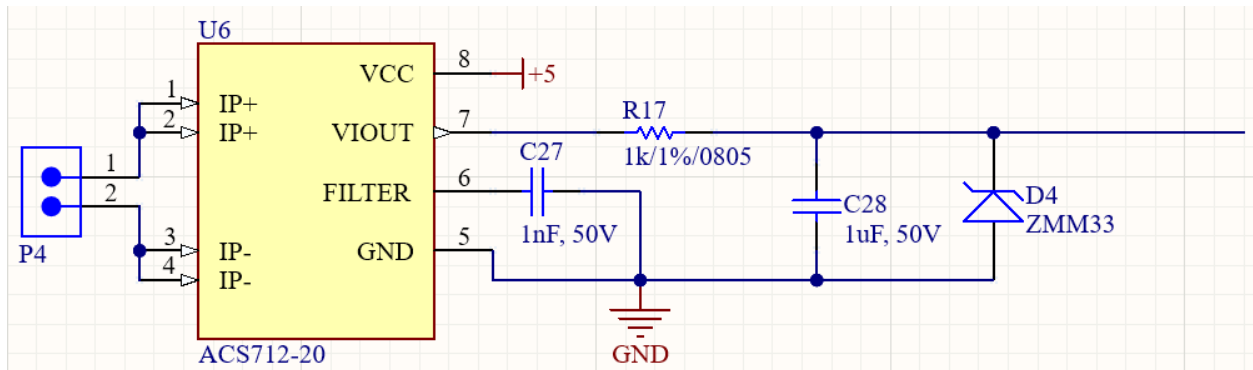 U6
VCC
8
+5
1
IP+
2
IP+
VIOUT
7
R17
1k/1%/0805
1
2
P4
FILTER
6
C27
1nF, 50V
C28
1uF, 50V
D4
ZMM33
3
IP-
4
IP-
GND
5
GND
ACS712-20